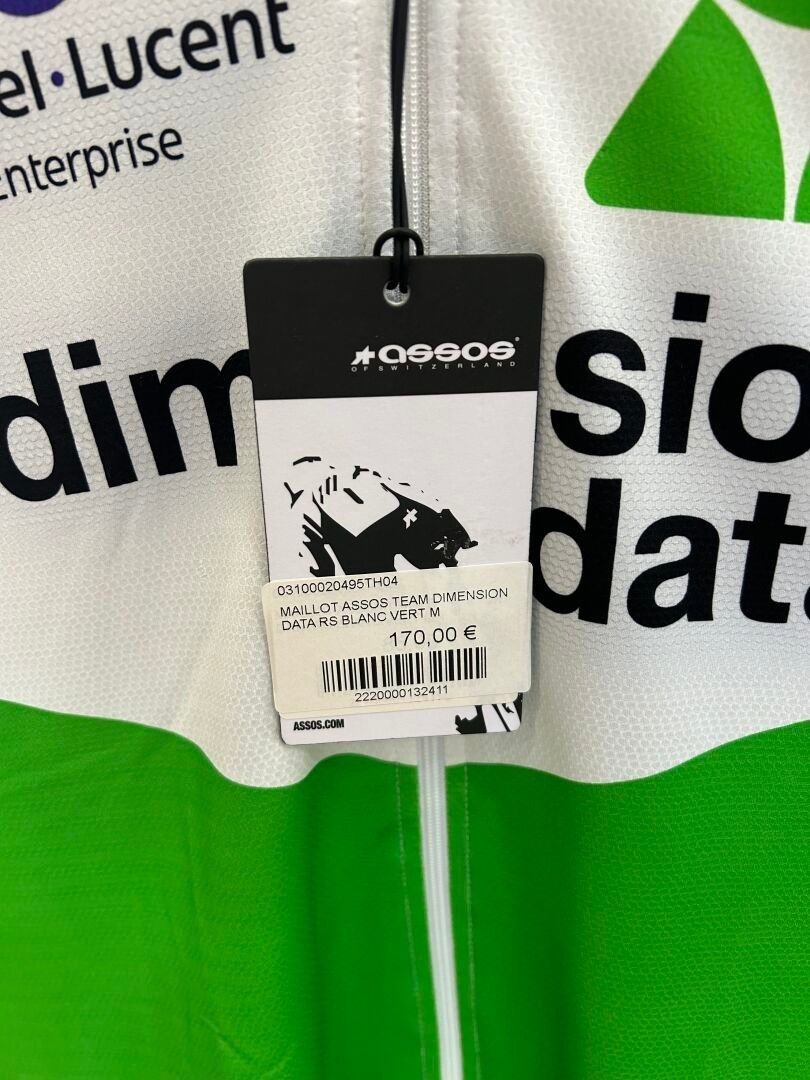 el·Lucent
Enterprise
assos®
OF SWITZERLAND
dim sio
data
03100020495TH04
MAILLOT ASSOS TEAM DIMENSION
DATA RS BLANC VERT M
170,00 €
2220000132411
ASSOS.COM